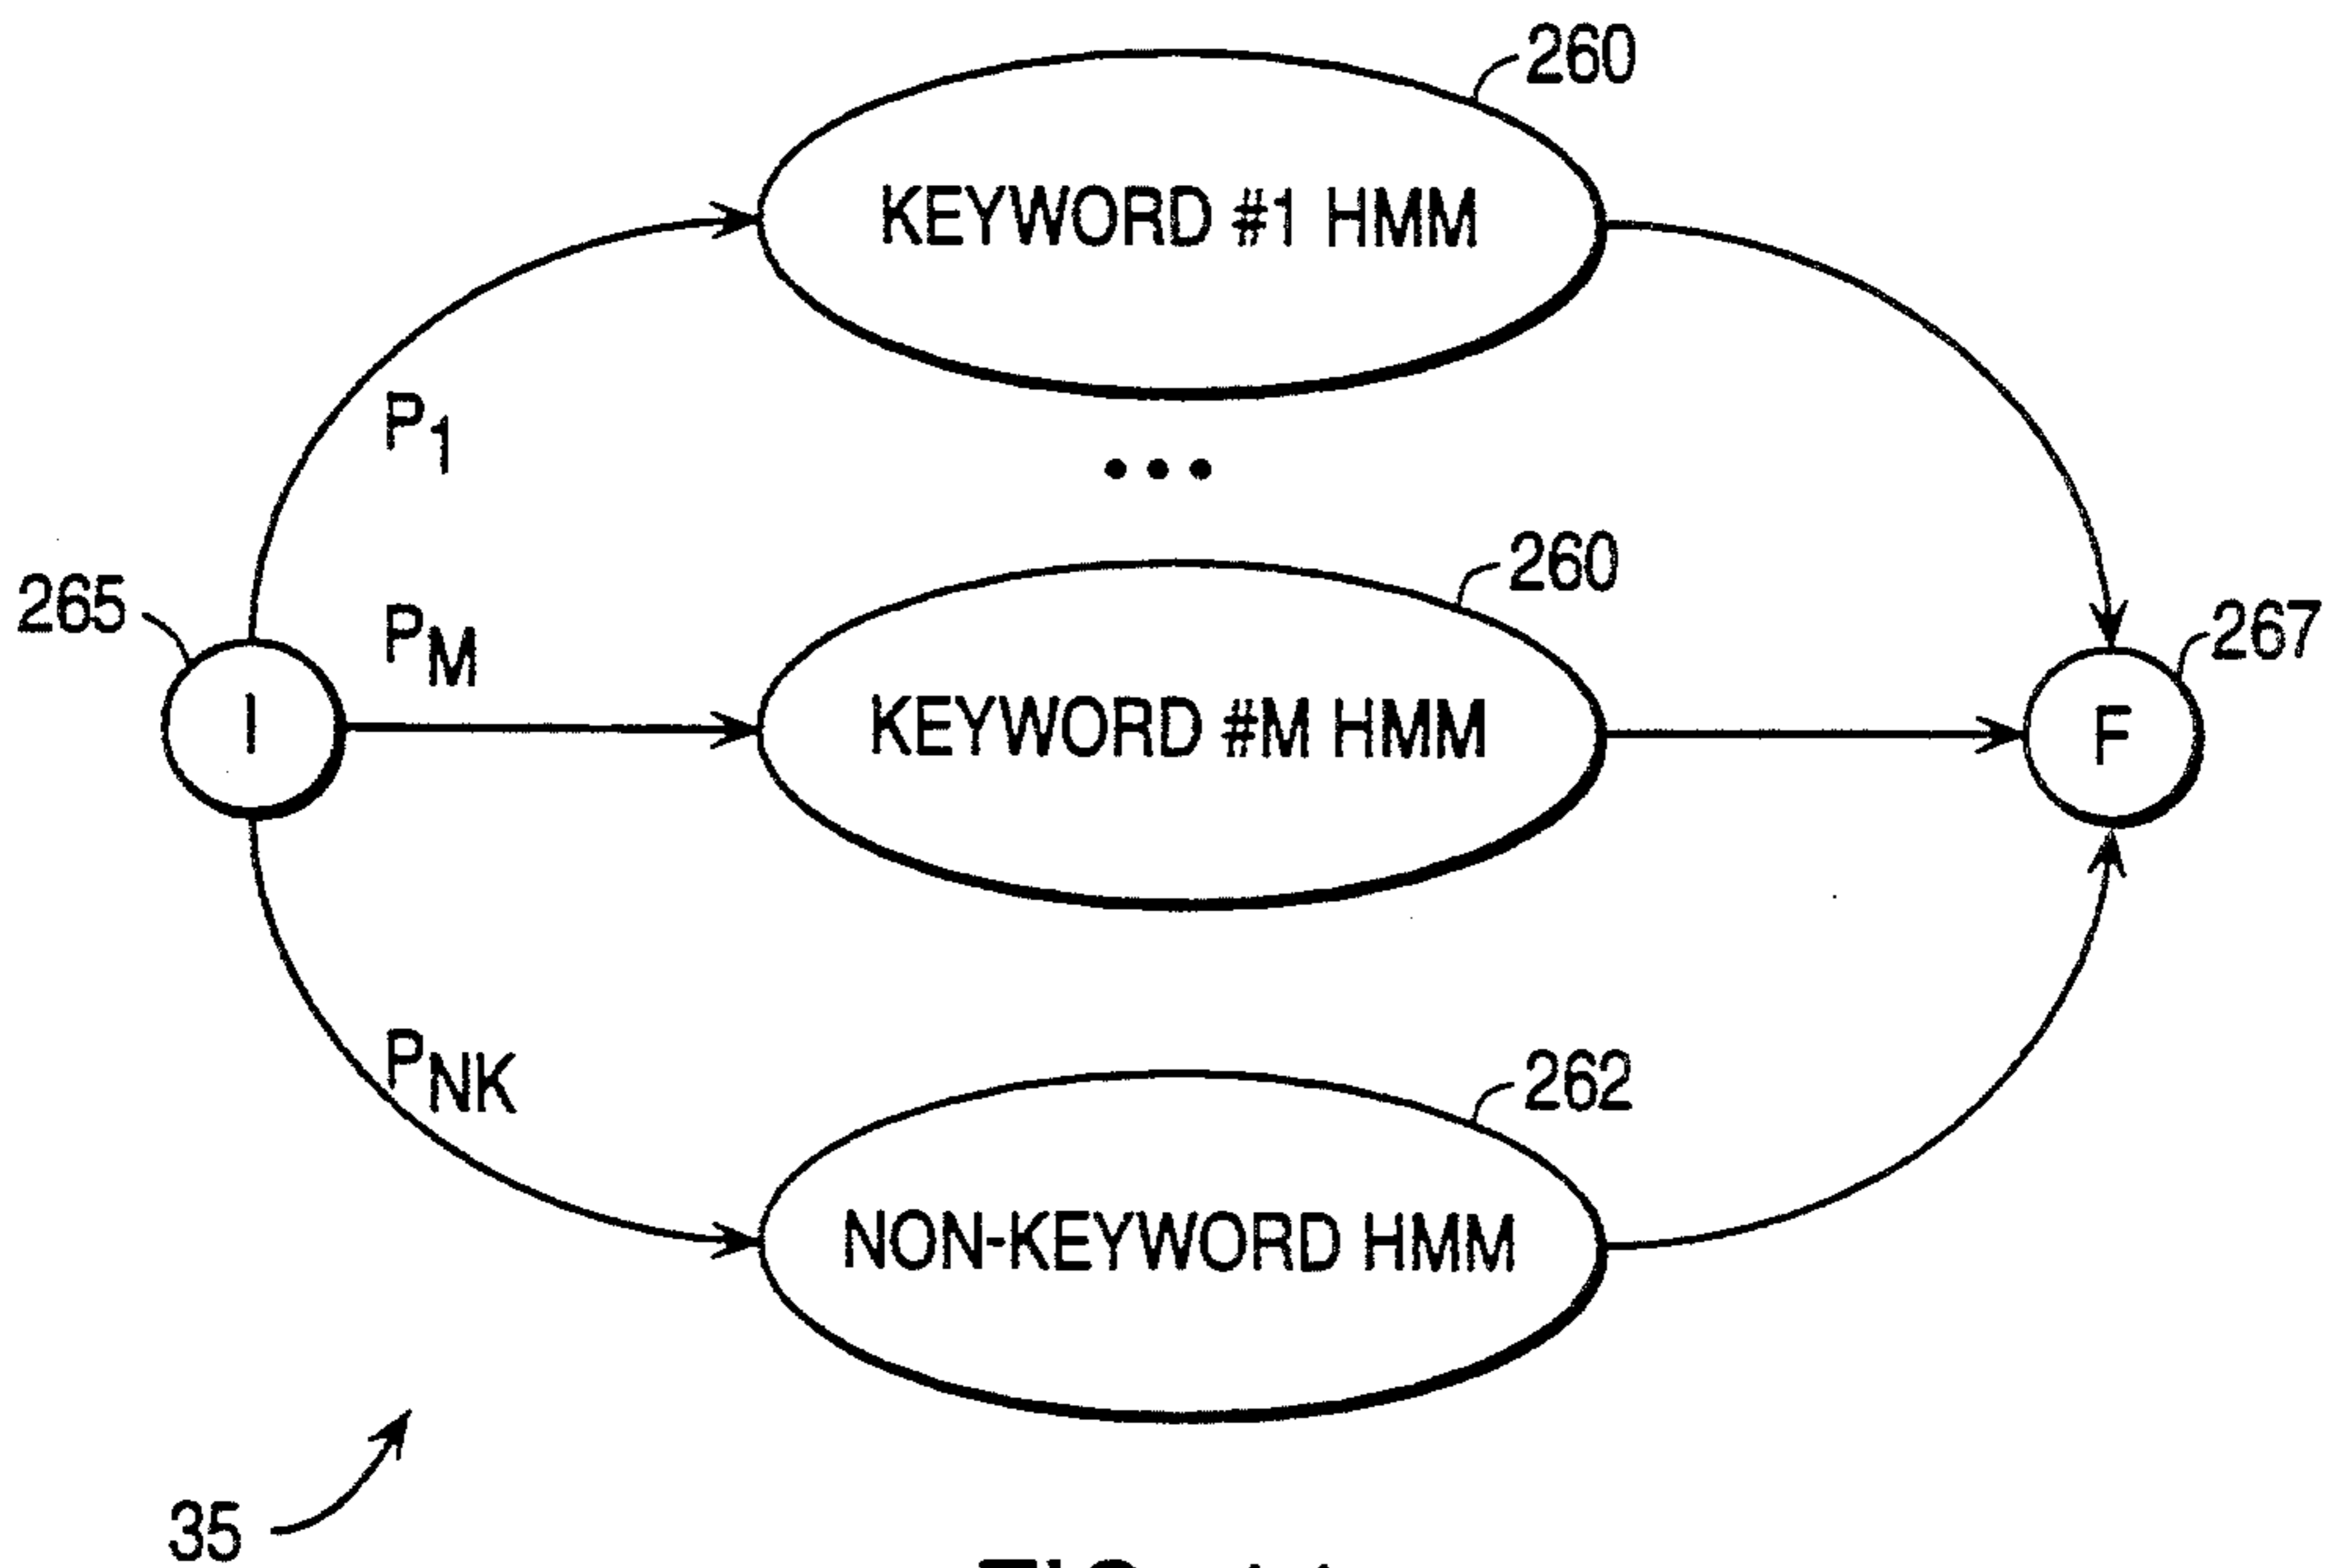 260
KEYWORD #1 HMM
P1
•••
260
265
PM
267
I
KEYWORD #M HMM
F
PNK
262
NON-KEYWORD HMM
35